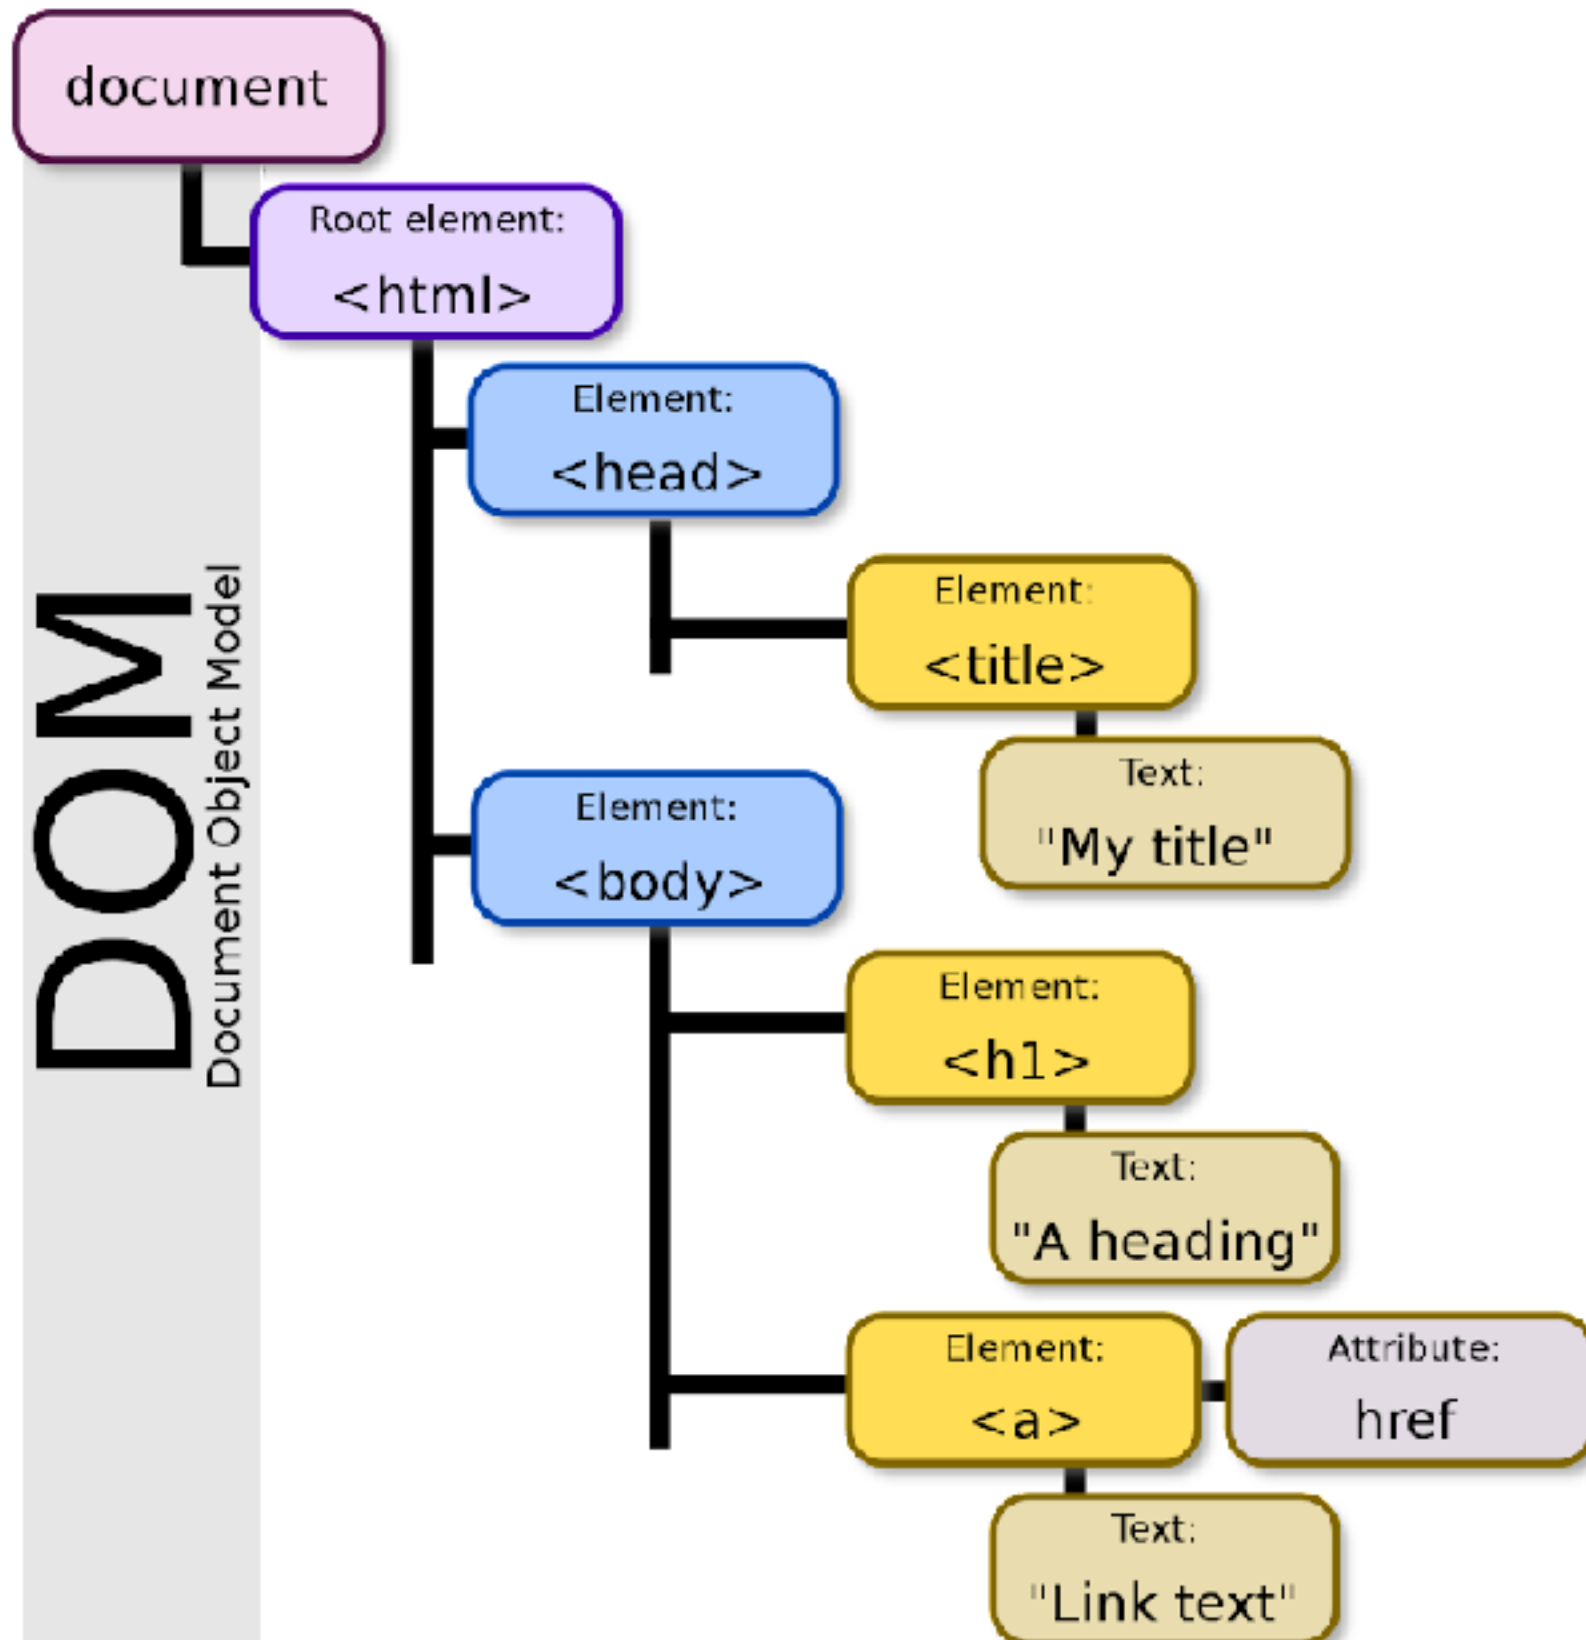 document
Root element:
<html>
Element:
<head>
Element:
<title>
Text:
"My title"
Element:
<body>
Element:
<h1>
Text:
"A heading"
Element:
<a>
Attribute:
href
Text:
"Link text"
DOM
Document Object Model